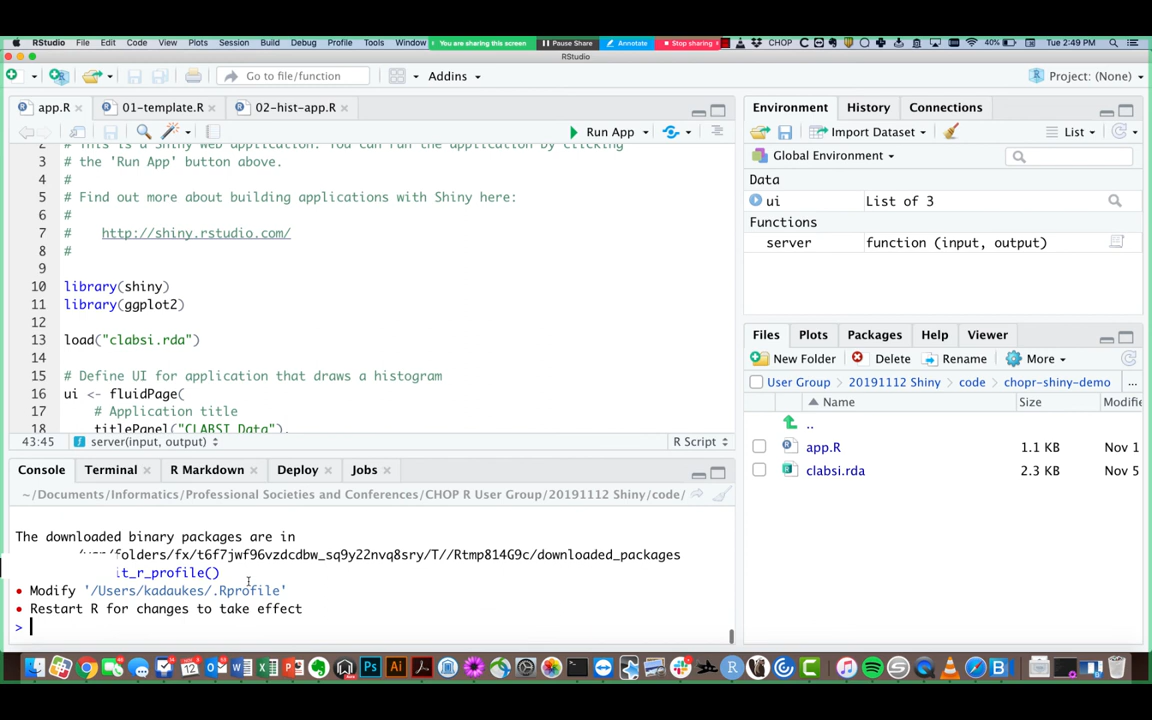 RStudio File Edit Code View Plots Session Build Debug Profile Tools Window You are sharing this screen Pause Share Annotate Stop sharing CHOP 40% Tue 2:49 PM
RStudio
Go to file/function Addins Project: (None)
app.R 01-template.R 02-hist-app.R
Run App
2 # This is a Shiny web application. You can run the application by clicking
3 # the 'Run App' button above.
4 #
5 # Find out more about building applications with Shiny here:
6 #
7 # http://shiny.rstudio.com/
8 #
9
10 library(shiny)
11 library(ggplot2)
12
13 load("clabsi.rda")
14
15 # Define UI for application that draws a histogram
16 ui <- fluidPage(
17 # Application title
18 titlePanel("CLABSI Data"),
43:45 server(input, output) R Script
Console Terminal R Markdown Deploy Jobs
~/Documents/Informatics/Professional Societies and Conferences/CHOP R User Group/20191112 Shiny/code/
The downloaded binary packages are in
/var/folders/fx/t6f7jwf96vzdcdbw_sq9y22nvq8sry/T//Rtmp814G9c/downloaded_packages
it_r_profile()
• Modify '/Users/kadaukes/.Rprofile'
• Restart R for changes to take effect
>
Environment History Connections
Import Dataset List
Global Environment
Data
ui List of 3
Functions
server function (input, output)
Files Plots Packages Help Viewer
New Folder Delete Rename More
User Group 20191112 Shiny code chopr-shiny-demo ...
Name Size Modifie
..
app.R 1.1 KB Nov 1
clabsi.rda 2.3 KB Nov 5